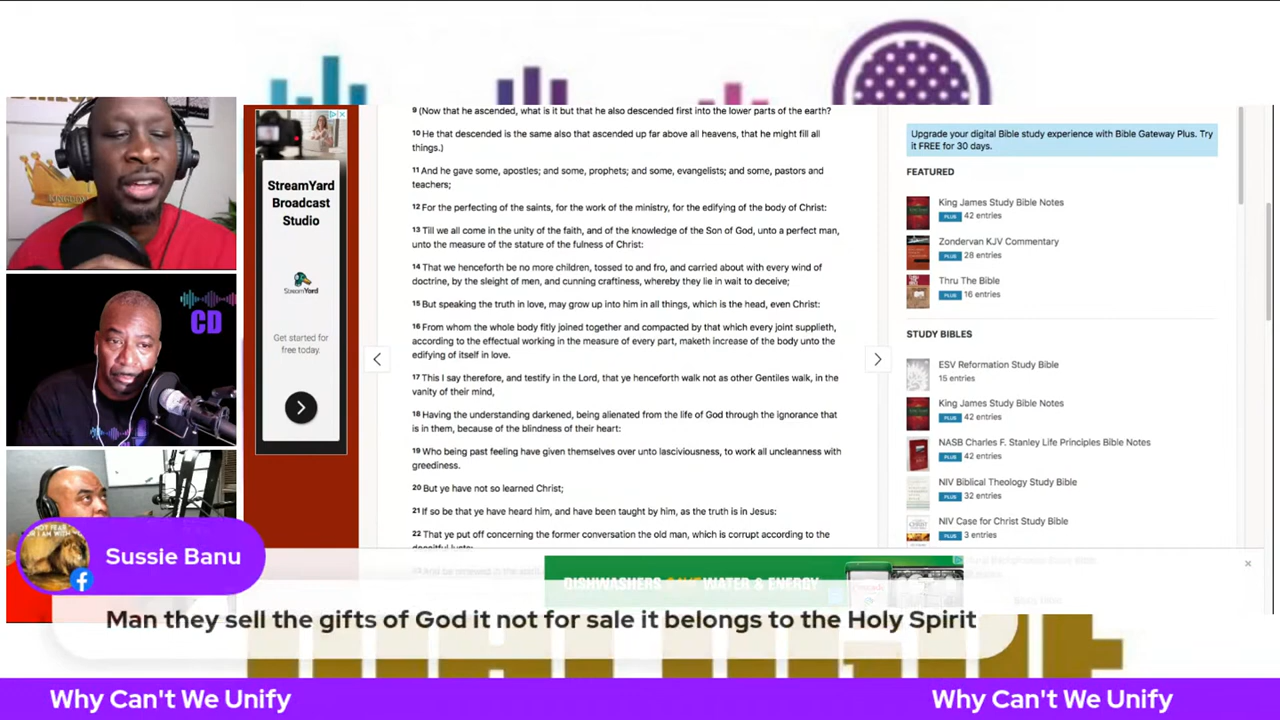 CD
StreamYard
Broadcast
Studio
StreamYard
Get started for
free today.
9 (Now that he ascended, what is it but that he also descended first into the lower parts of the earth?
10 He that descended is the same also that ascended up far above all heavens, that he might fill all
things.)
11 And he gave some, apostles; and some, prophets; and some, evangelists; and some, pastors and
teachers;
12 For the perfecting of the saints, for the work of the ministry, for the edifying of the body of Christ:
13 Till we all come in the unity of the faith, and of the knowledge of the Son of God, unto a perfect man,
unto the measure of the stature of the fulness of Christ:
14 That we henceforth be no more children, tossed to and fro, and carried about with every wind of
doctrine, by the sleight of men, and cunning craftiness, whereby they lie in wait to deceive;
15 But speaking the truth in love, may grow up into him in all things, which is the head, even Christ:
16 From whom the whole body fitly joined together and compacted by that which every joint supplieth,
according to the effectual working in the measure of every part, maketh increase of the body unto the
edifying of itself in love.
17 This I say therefore, and testify in the Lord, that ye henceforth walk not as other Gentiles walk, in the
vanity of their mind,
18 Having the understanding darkened, being alienated from the life of God through the ignorance that
is in them, because of the blindness of their heart:
19 Who being past feeling have given themselves over unto lasciviousness, to work all uncleanness with
greediness.
20 But ye have not so learned Christ;
21 If so be that ye have heard him, and have been taught by him, as the truth is in Jesus:
22 That ye put off concerning the former conversation the old man, which is corrupt according to the
Upgrade your digital Bible study experience with Bible Gateway Plus. Try
it FREE for 30 days.
FEATURED
King James Study Bible Notes
PLUS 42 entries
Zondervan KJV Commentary
PLUS 28 entries
Thru The Bible
PLUS 16 entries
STUDY BIBLES
ESV Reformation Study Bible
15 entries
King James Study Bible Notes
PLUS 42 entries
NASB Charles F. Stanley Life Principles Bible Notes
PLUS 42 entries
NIV Biblical Theology Study Bible
PLUS 32 entries
NIV Case for Christ Study Bible
PLUS 3 entries
DISHWASHERS SAVE WATER & ENERGY
Sussie Banu
Man they sell the gifts of God it not for sale it belongs to the Holy Spirit
Why Can't We Unify
Why Can't We Unify